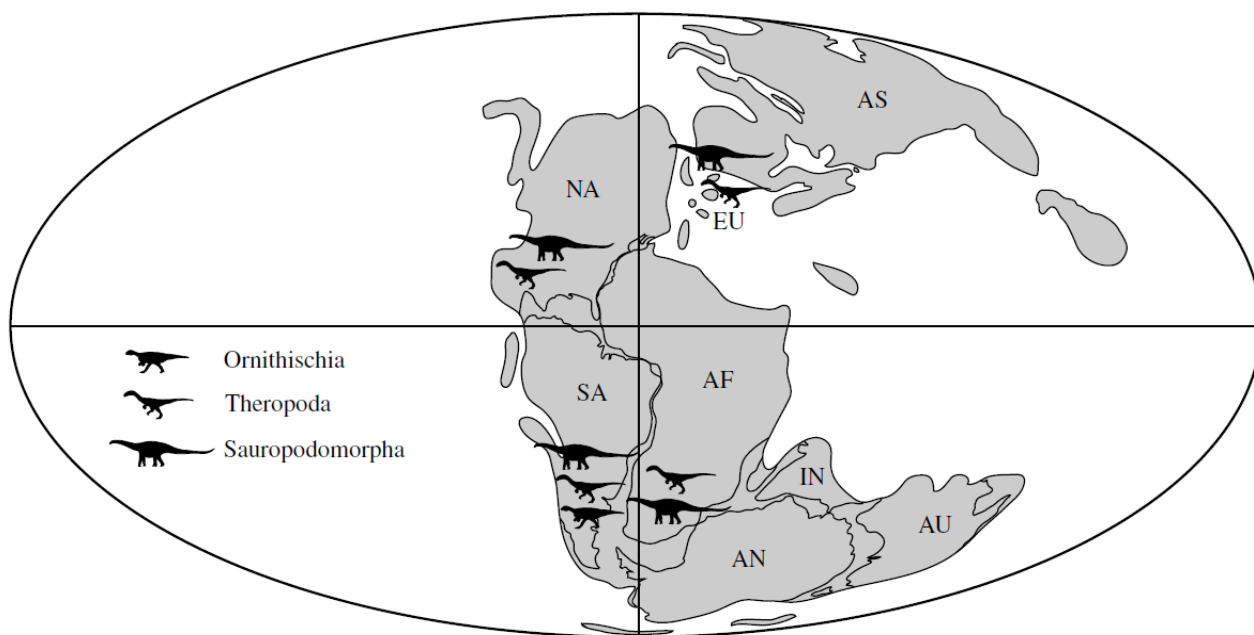 AS
NA
EU
Ornithischia
Theropoda
Sauropodomorpha
SA
AF
IN
AU
AN